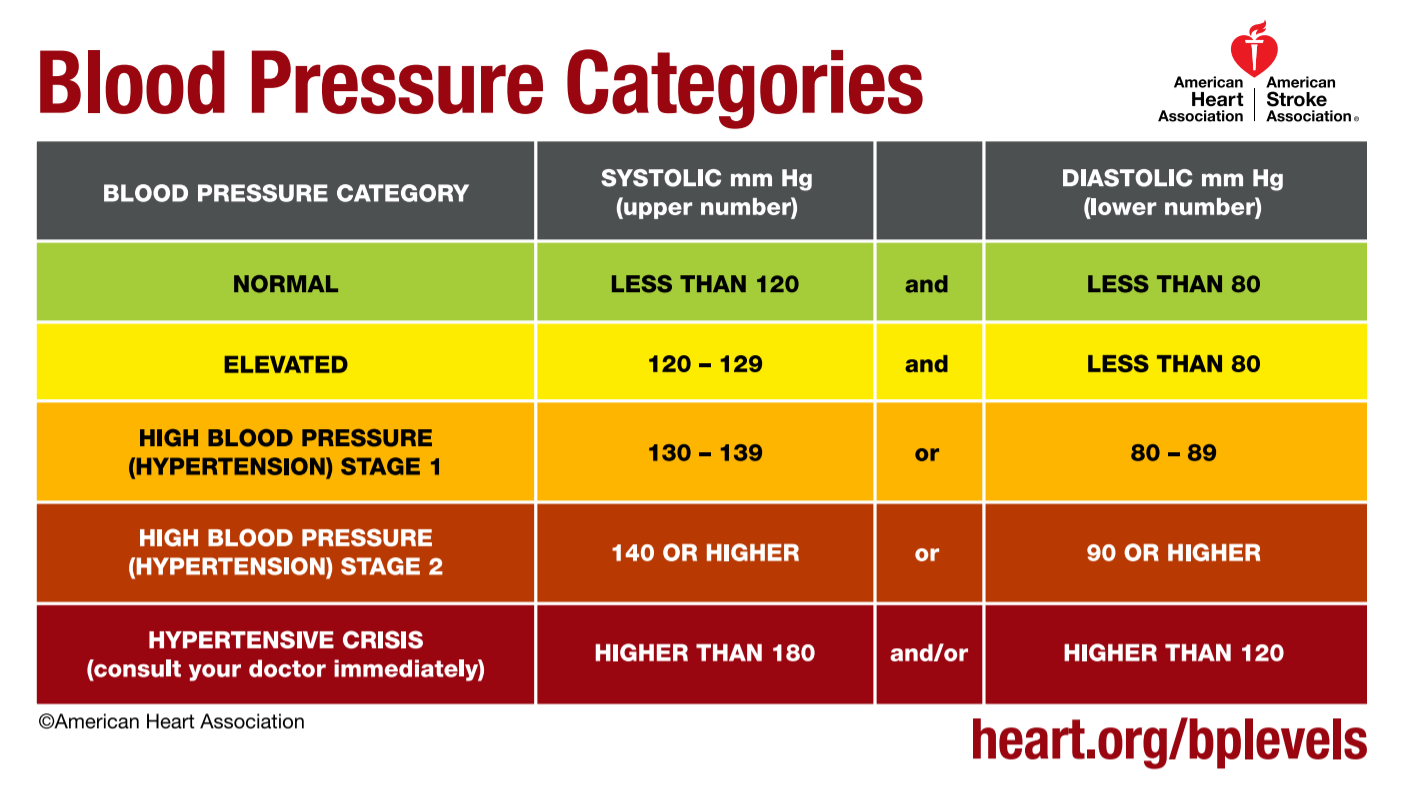 Blood Pressure Categories
American Heart Association
American Stroke Association®
BLOOD PRESSURE CATEGORY
SYSTOLIC mm Hg
(upper number)
DIASTOLIC mm Hg
(lower number)
NORMAL
LESS THAN 120
and
LESS THAN 80
ELEVATED
120 – 129
and
LESS THAN 80
HIGH BLOOD PRESSURE
(HYPERTENSION) STAGE 1
130 – 139
or
80 – 89
HIGH BLOOD PRESSURE
(HYPERTENSION) STAGE 2
140 OR HIGHER
or
90 OR HIGHER
HYPERTENSIVE CRISIS
(consult your doctor immediately)
HIGHER THAN 180
and/or
HIGHER THAN 120
©American Heart Association
heart.org/bplevels